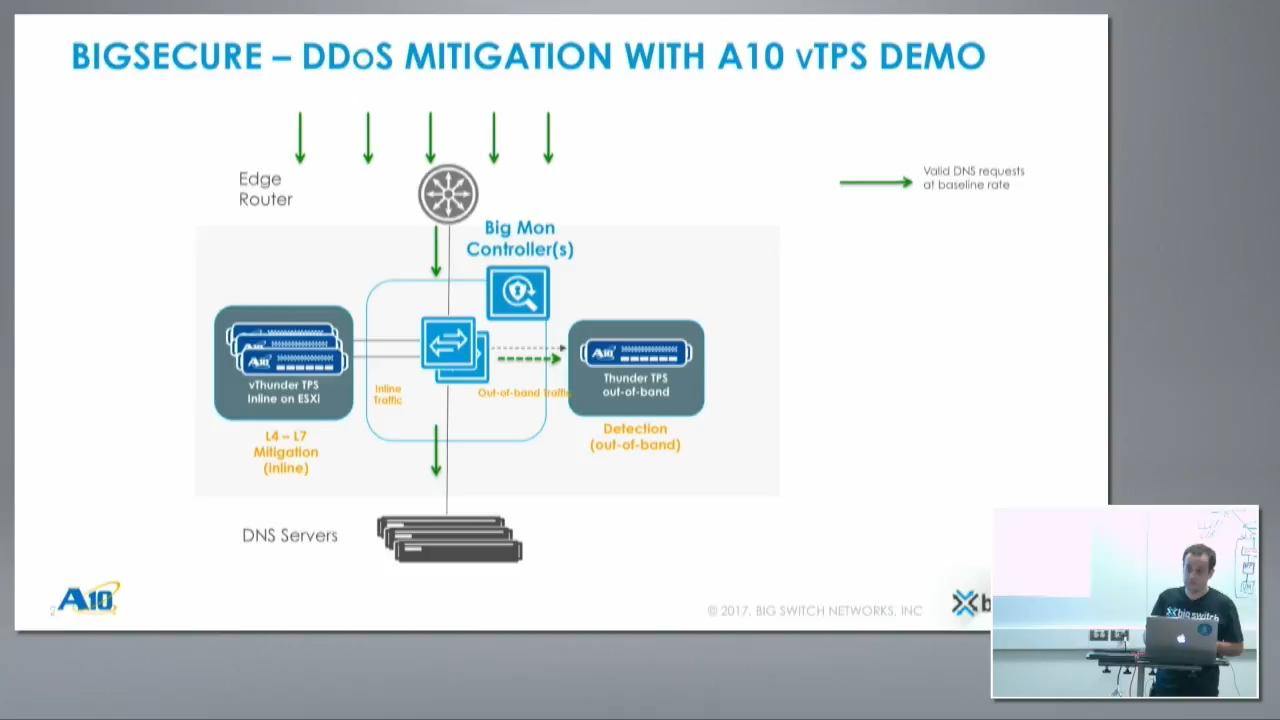 BIGSECURE – DDoS MITIGATION WITH A10 vTPS DEMO
Edge
Router
Valid DNS requests
at baseline rate
Big Mon
Controller(s)
A10
A10
vThunder TPS
Inline on ESXi
Inline
Traffic
Out-of-band Traffic
A10
Thunder TPS
out-of-band
L4 – L7
Mitigation
(inline)
Detection
(out-of-band)
DNS Servers
2
A10
© 2017, BIG SWITCH NETWORKS, INC
b
big switch